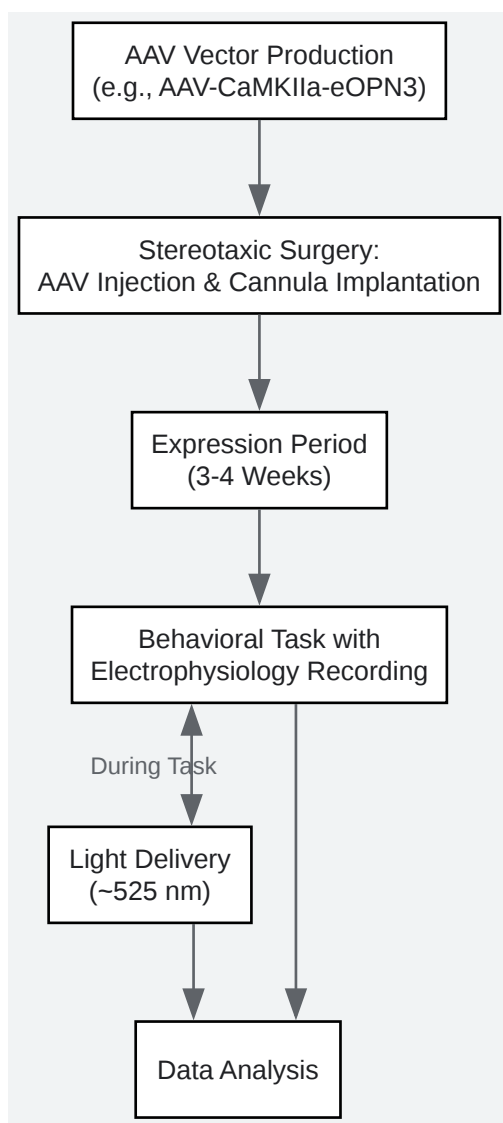 AAV Vector Production
(e.g., AAV-CaMKIIa-eOPN3)
Stereotaxic Surgery:
AAV Injection & Cannula Implantation
Expression Period
(3-4 Weeks)
Behavioral Task with
Electrophysiology Recording
During Task
Light Delivery
(~525 nm)
Data Analysis